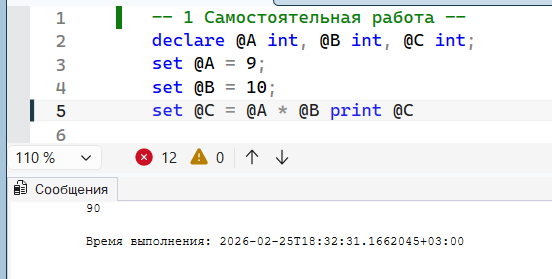 1 -- 1 Самостоятельная работа --
2 declare @A int, @B int, @C int;
3 set @A = 9;
4 set @B = 10;
5 set @C = @A * @B print @C
6
110 % 12 0
Сообщения
90
Время выполнения: 2026-02-25T18:32:31.1662045+03:00